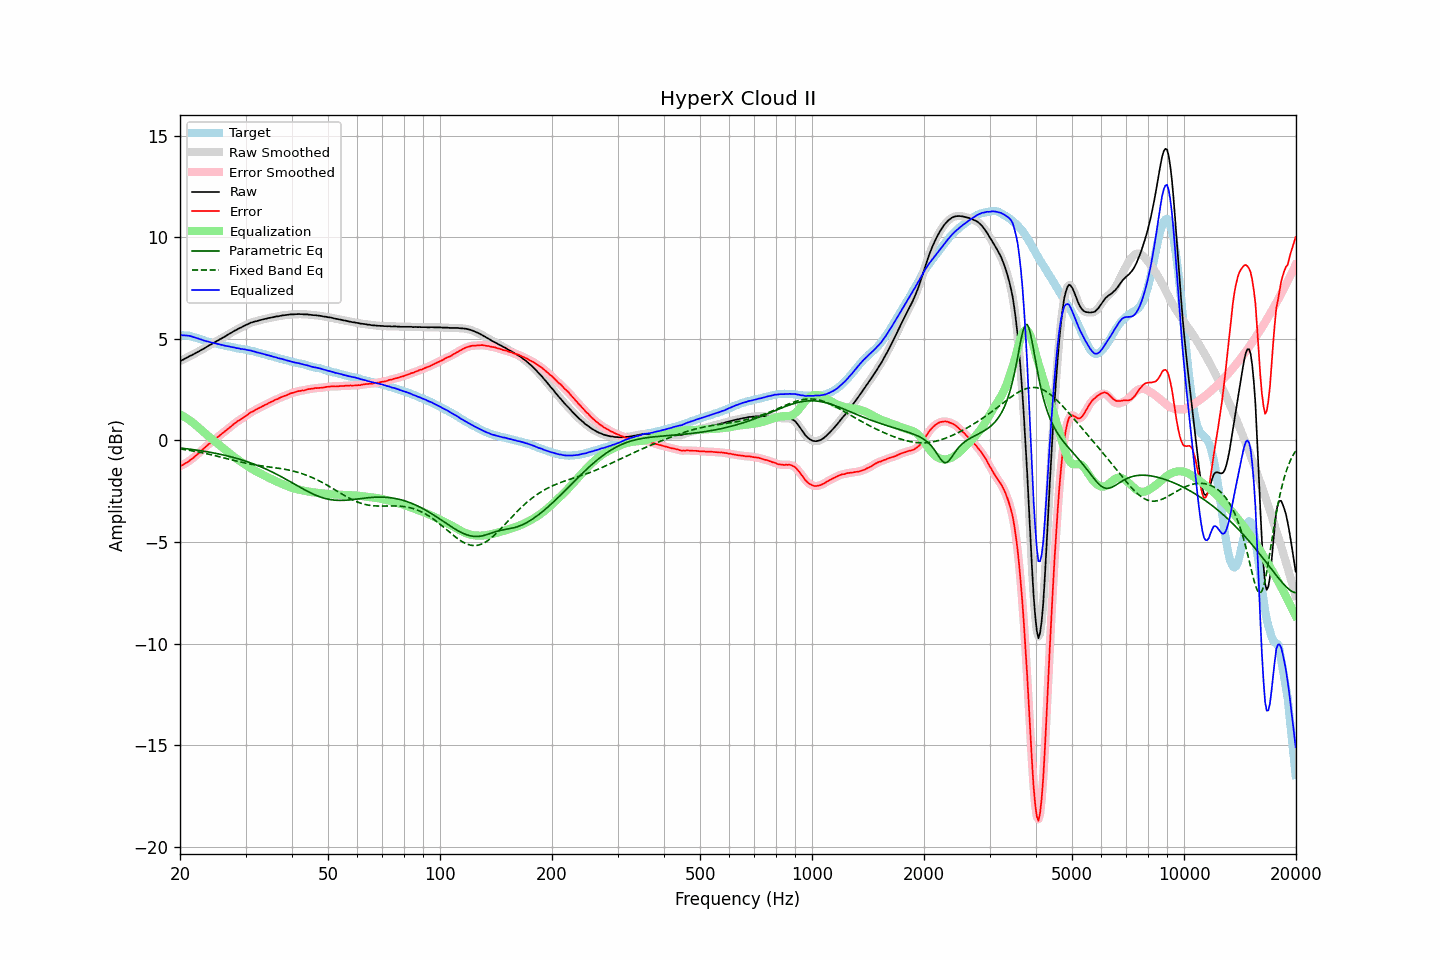 HyperX Cloud II
Target
Raw Smoothed
Error Smoothed
Raw
Error
Equalization
Parametric Eq
Fixed Band Eq
Equalized
15
10
5
0
−5
−10
−15
−20
Amplitude (dBr)
20 50 100 200 500 1000 2000 5000 10000 20000
Frequency (Hz)